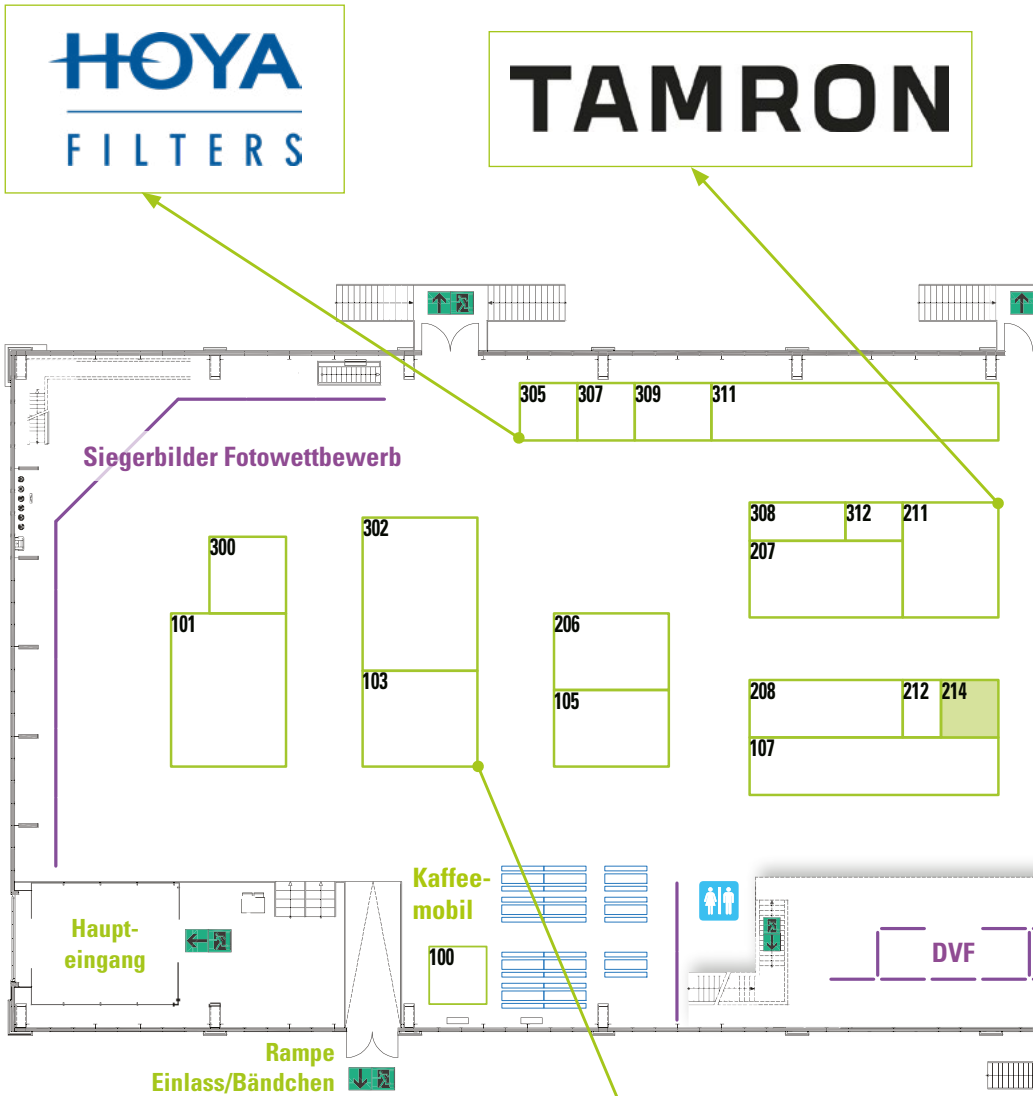 HOYA
FILTERS
TAMRON
305
307
309
311
Siegerbilder Fotowettbewerb
308
312
211
207
302
300
101
206
103
105
208
212
214
107
Kaffee-
mobil
Haupt-
eingang
100
DVF
Rampe
Einlass/Bändchen